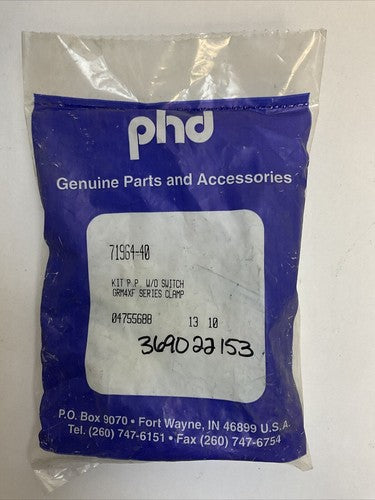 phd
Genuine Parts and Accessories
71964-40
KIT P.P. W/O SWITCH
GRM4XF SERIES CLAMP
04755688 13 10
369022153
P.O. Box 9070 • Fort Wayne, IN 46899 U.S.A.
Tel. (260) 747-6151 • Fax (260) 747-6754